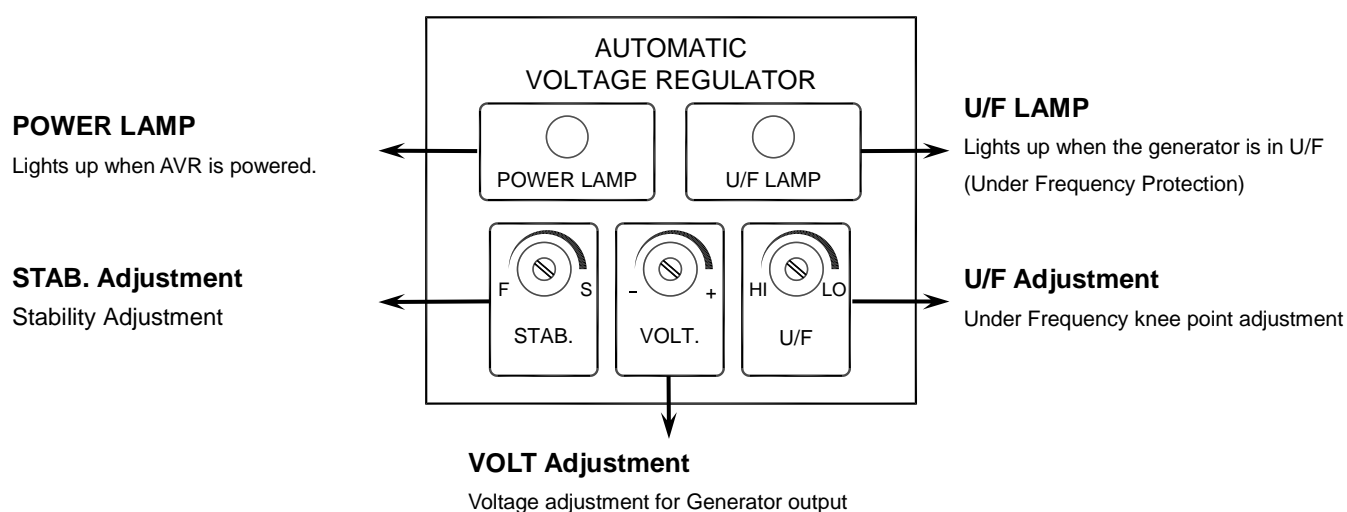 AUTOMATIC
VOLTAGE REGULATOR
POWER LAMP
Lights up when AVR is powered.
POWER LAMP
U/F LAMP
U/F LAMP
Lights up when the generator is in U/F
(Under Frequency Protection)
STAB. Adjustment
Stability Adjustment
F S
STAB.
- +
VOLT.
HI LO
U/F
U/F Adjustment
Under Frequency knee point adjustment
VOLT Adjustment
Voltage adjustment for Generator output